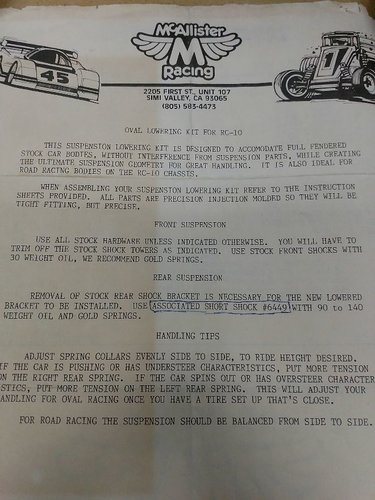 McAllister
M
Racing
45
1
2205 FIRST ST., UNIT 107
SIMI VALLEY, CA 93065
(805) 583-4473
OVAL LOWERING KIT FOR RC-10
THIS SUSPENSION LOWERING KIT IS DESIGNED TO ACCOMODATE FULL FENDERED
STOCK CAR BODIES, WITHOUT INTERFERENCE FROM SUSPENSION PARTS, WHILE CREATING
THE ULTIMATE SUSPENSION GEOMETRY FOR GREAT HANDLING. IT IS ALSO IDEAL FOR
ROAD RACING BODIES ON THE RC-10 CHASSIS.
WHEN ASSEMBLING YOUR SUSPENSION LOWERING KIT REFER TO THE INSTRUCTION
SHEETS PROVIDED. ALL PARTS ARE PRECISION INJECTION MOLDED SO THEY WILL BE
TIGHT FITTING, BUT PRECISE.
FRONT SUSPENSION
USE ALL STOCK HARDWARE UNLESS INDICATED OTHERWISE. YOU WILL HAVE TO
TRIM OFF THE STOCK SHOCK TOWERS AS INDICATED. USE STOCK FRONT SHOCKS WITH
30 WEIGHT OIL, WE RECOMMEND GOLD SPRINGS.
REAR SUSPENSION
REMOVAL OF STOCK REAR SHOCK BRACKET IS NECESSARY FOR THE NEW LOWERED
BRACKET TO BE INSTALLED. USE ASSOCIATED SHORT SHOCK #6449 WITH 90 to 140
WEIGHT OIL AND GOLD SPRINGS.
HANDLING TIPS
ADJUST SPRING COLLARS EVENLY SIDE TO SIDE, TO RIDE HEIGHT DESIRED.
IF THE CAR IS PUSHING OR HAS UNDERSTEER CHARACTERISTICS, PUT MORE TENSION
ON THE RIGHT REAR SPRING. IF THE CAR SPINS OUT OR HAS OVERSTEER CHARACTER
STICS, PUT MORE TENSION ON THE LEFT REAR SPRING. THIS WILL ADJUST YOUR
ANDLING FOR OVAL RACING ONCE YOU HAVE A TIRE SET UP THAT'S CLOSE.
FOR ROAD RACING THE SUSPENSION SHOULD BE BALANCED FROM SIDE TO SIDE.